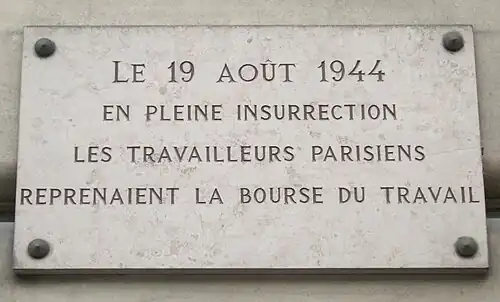 Le 19 août 1944
en pleine insurrection
les travailleurs parisiens
reprenaient la bourse du travail